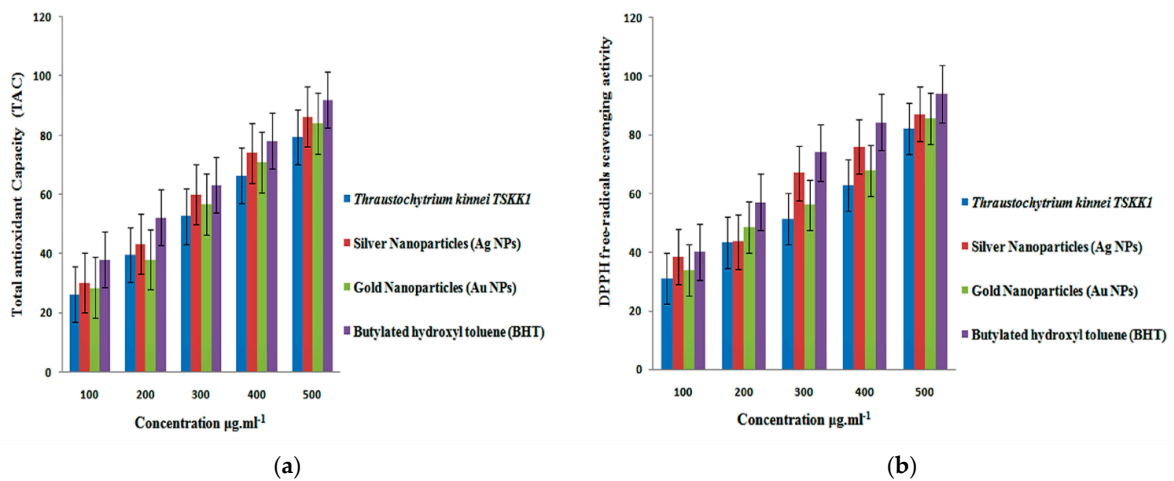 120
100
80
60
40
20
0
Total antioxidant Capacity (TAC)
100 200 300 400 500
Concentration µg.ml-1
Thraustochytrium kinnei TSKK1
Silver Nanoparticles (Ag NPs)
Gold Nanoparticles (Au NPs)
Butylated hydroxyl toluene (BHT)
(a)
120
100
80
60
40
20
0
DPPH free-radicals scavenging activity
100 200 300 400 500
Concentration µg.ml-1
Thraustochytrium kinnei TSKK1
Silver Nanoparticles (Ag NPs)
Gold Nanoparticles (Au NPs)
Butylated hydroxyl toluene (BHT)
(b)